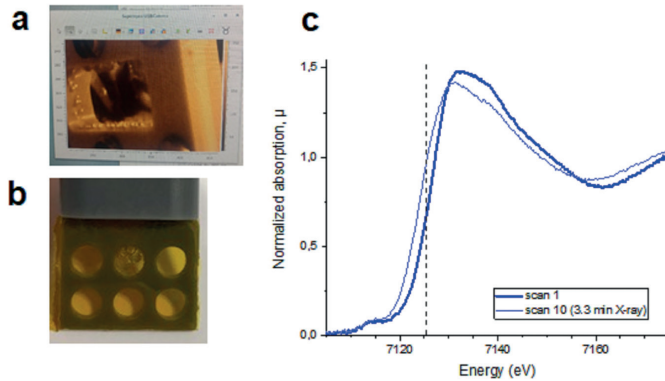 a
b
c
Normalized absorption, µ
1,5
1,0
0,5
0,0
scan 1
scan 10 (3.3 min X-ray)
7120
7140
7160
Energy (eV)